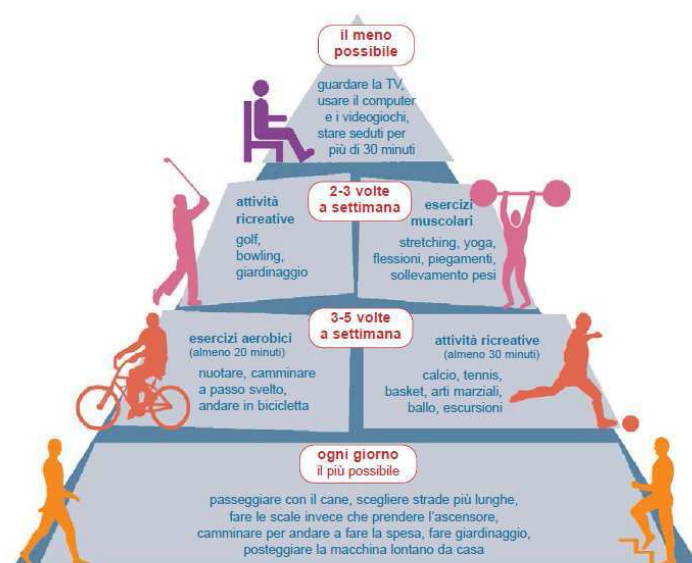 il meno
possibile
guardare la TV,
usare il computer
e i videogiochi,
stare seduti per
più di 30 minuti
2-3 volte
a settimana
attività
ricreative
golf,
bowling,
giardinaggio
esercizi
muscolari
stretching, yoga,
flessioni, piegamenti,
sollevamento pesi
3-5 volte
a settimana
esercizi aerobici
(almeno 20 minuti)
nuotare, camminare
a passo svelto,
andare in bicicletta
attività ricreative
(almeno 30 minuti)
calcio, tennis,
basket, arti marziali,
ballo, escursioni
ogni giorno
il più possibile
passeggiare con il cane, scegliere strade più lunghe,
fare le scale invece che prendere l'ascensore,
camminare per andare a fare la spesa, fare giardinaggio,
posteggiare la macchina lontano da casa